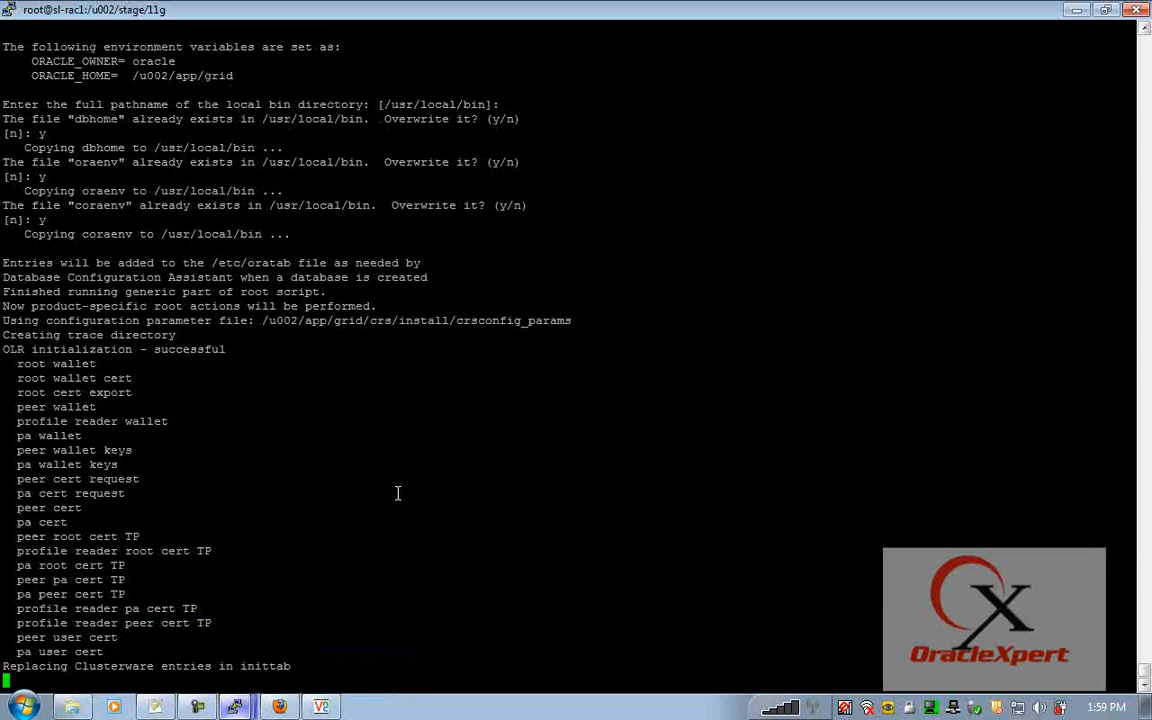 root@sl-rac1:/u002/stage/11g
The following environment variables are set as:
ORACLE_OWNER= oracle
ORACLE_HOME=  /u002/app/grid
Enter the full pathname of the local bin directory: [/usr/local/bin]:
The file "dbhome" already exists in /usr/local/bin.  Overwrite it? (y/n)
[n]: y
Copying dbhome to /usr/local/bin ...
The file "oraenv" already exists in /usr/local/bin.  Overwrite it? (y/n)
[n]: y
Copying oraenv to /usr/local/bin ...
The file "coraenv" already exists in /usr/local/bin.  Overwrite it? (y/n)
[n]: y
Copying coraenv to /usr/local/bin ...
Entries will be added to the /etc/oratab file as needed by
Database Configuration Assistant when a database is created
Finished running generic part of root script.
Now product-specific root actions will be performed.
Using configuration parameter file: /u002/app/grid/crs/install/crsconfig_params
Creating trace directory
OLR initialization - successful
root wallet
root wallet cert
root cert export
peer wallet
profile reader wallet
pa wallet
peer wallet keys
pa wallet keys
peer cert request
pa cert request
peer cert
pa cert
peer root cert TP
profile reader root cert TP
pa root cert TP
peer pa cert TP
pa peer cert TP
profile reader pa cert TP
profile reader peer cert TP
peer user cert
pa user cert
Replacing Clusterware entries in inittab
OracleXpert
V2
1:59 PM